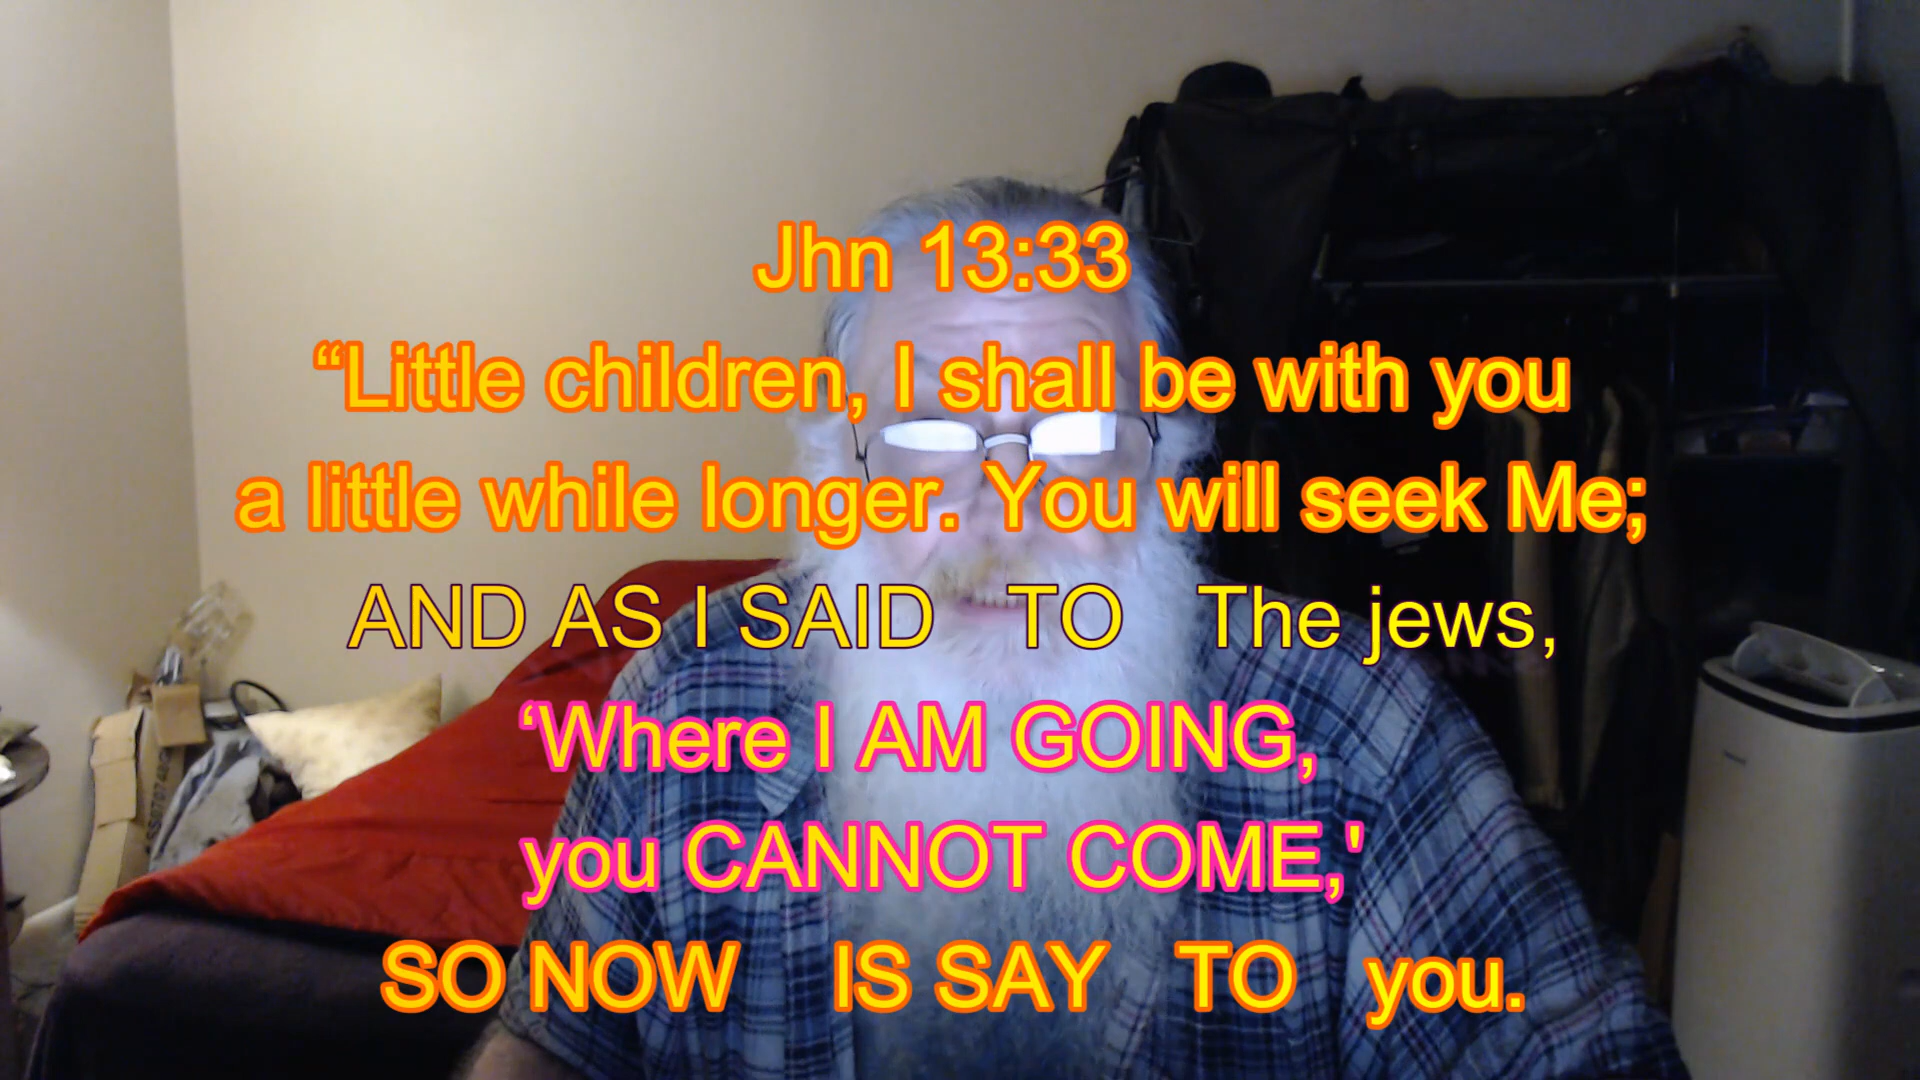 Jhn 13:33
“Little children, I shall be with you
a little while longer. You will seek Me;
AND AS I SAID TO The jews,
‘Where I AM GOING,
you CANNOT COME,'
SO NOW IS SAY TO you.